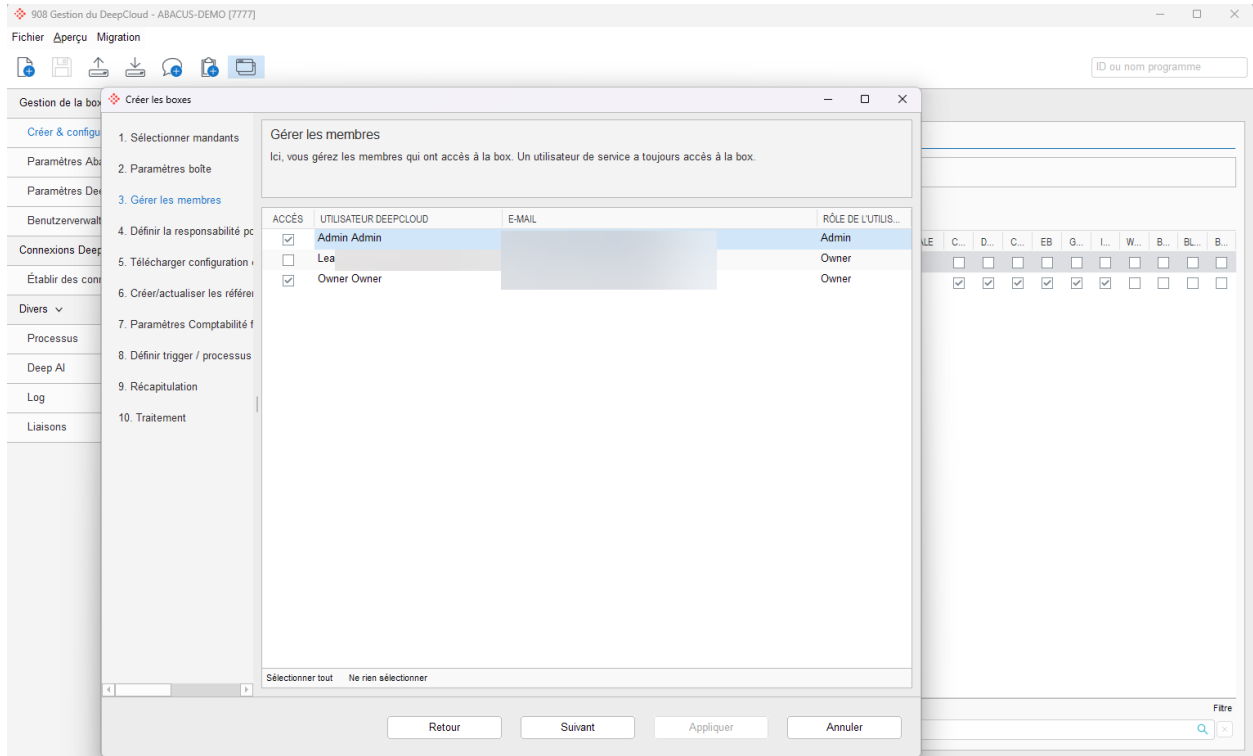 908 Gestion du DeepCloud - ABACUS-DEMO [7777]
Fichier Aperçu Migration
ID ou nom programme
Gestion de la box
Créer & configu
Paramètres Aba
Paramètres Dee
Benutzerverwalt
Connexions Deep
Établir des conn
Divers
Processus
Deep AI
Log
Liaisons
Créer les boxes
1. Sélectionner mandants
2. Paramètres boîte
3. Gérer les membres
4. Définir la responsabilité po
5. Télécharger configuration
6. Créer/actualiser les référen
7. Paramètres Comptabilité f
8. Définir trigger / processus
9. Récapitulation
10. Traitement
Gérer les membres
Ici, vous gérez les membres qui ont accès à la box. Un utilisateur de service a toujours accès à la box.
ACCÈS UTILISATEUR DEEPCLOUD E-MAIL RÔLE DE L'UTILIS...
Admin Admin Admin
Lea Owner
Owner Owner Owner
Sélectionner tout Ne rien sélectionner
Retour Suivant Appliquer Annuler
ALE C... D... C... EB G... I... W... B... BL... B...
Filtre